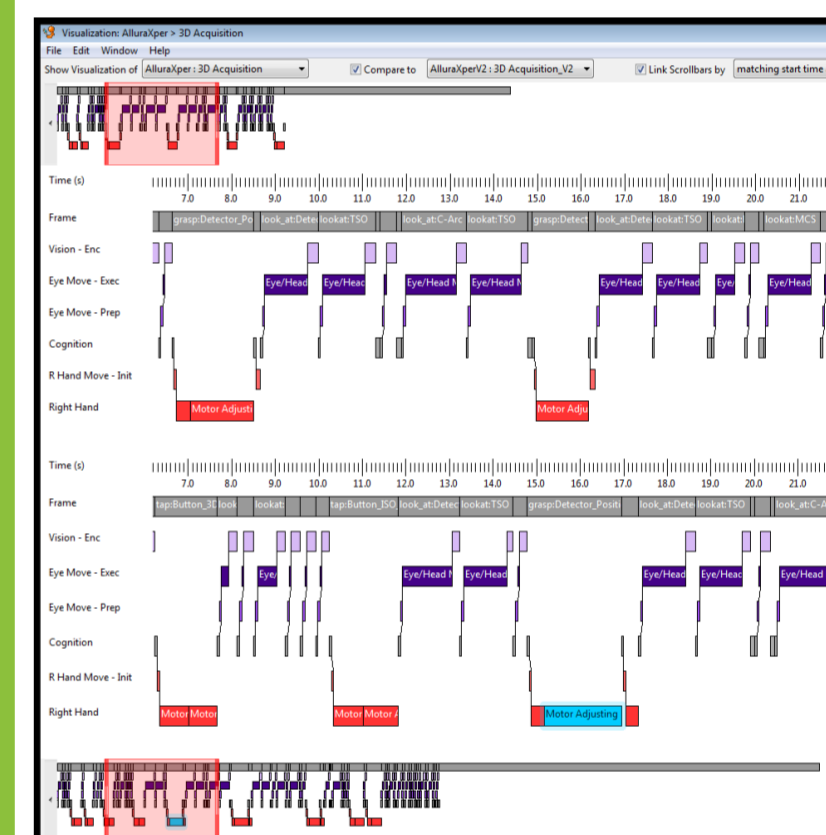 Visualization: AlluraXper > 3D Acquisition
File Edit Window Help
Show Visualization of AlluraXper : 3D Acquisition Compare to AlluraXperV2 : 3D Acquisition_V2 Link Scrollbars by matching start time
Time (s) 7.0 8.0 9.0 10.0 11.0 12.0 13.0 14.0 15.0 16.0 17.0 18.0 19.0 20.0 21.0
Frame grasp:Detector_Po look_at:Dete lookat:TSO look_at:C-Arc lookat:TSO grasp:Detect look_at:Dete lookat:TSO lookat: lookat:MCS
Vision - Enc
Eye Move - Exec Eye/Head Eye/Head Eye/Head M Eye/Head M Eye/Head Eye/Head Eye/ Eye/Head
Eye Move - Prep
Cognition
R Hand Move - Init
Right Hand Motor Adjusti Motor Adju
Time (s) 7.0 8.0 9.0 10.0 11.0 12.0 13.0 14.0 15.0 16.0 17.0 18.0 19.0 20.0 21.0
Frame tap:Button_3D look lookat: tap:Button_ISO look_at:Detec lookat:TSO grasp:Detector_Positi look_at:Dete lookat:TSO look_at:C-A
Vision - Enc
Eye Move - Exec Eye/ Eye/Head M Eye/Head Eye/Head Eye/Head Eye/Head
Eye Move - Prep
Cognition
R Hand Move - Init
Right Hand Motor Motor Motor Motor A Motor Adjusting